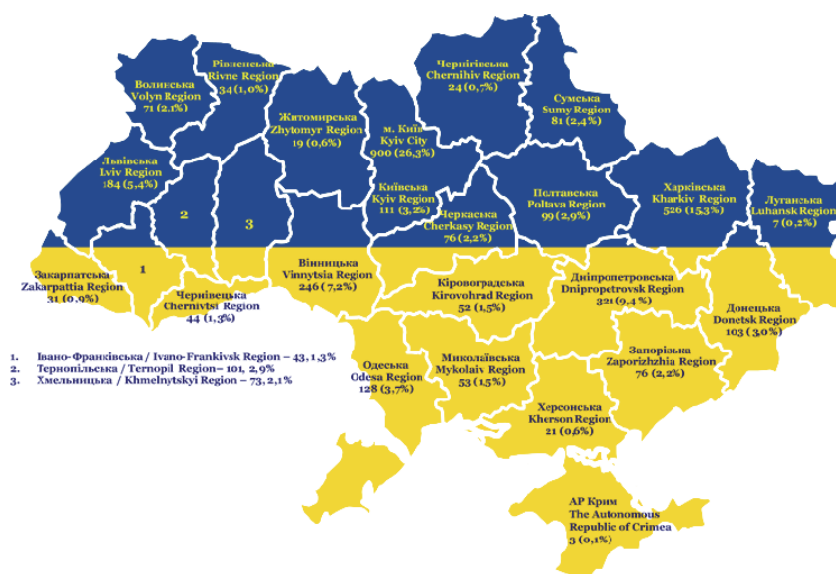 Волинська
Volyn Region
71 (2.1%)
Рівненська
Rivne Region
34 (1,0%)
Житомирська
Zhytomyr Region
19 (0,6%)
м. Київ
Kyiv City
900 (26,3%)
Київська
Kyiv Region
111 (3,2%)
Чернігівська
Chernihiv Region
24 (0,7%)
Сумська
Sumy Region
81 (2,4%)
Львівська
Lviv Region
184 (5,4%)
2
3
Черкаська
Cherkasy Region
76 (2,2%)
Полтавська
Poltava Region
99 (2,9%)
Харківська
Kharkiv Region
526 (15,3%)
Луганська
Luhansk Region
7 (0,2%)
Закарпатська
Zakarpattia Region
31 (0,9%)
1
Чернівецька
Chernivtsi Region
44 (1,3%)
Вінницька
Vinnytsia Region
246 (7,2%)
Кіровоградська
Kirovohrad Region
52 (1,5%)
Дніпропетровська
Dnipropetrovsk Region
321 (9,4 %)
Донецька
Donetsk Region
103 (3,0%)
1. Івано-Франківська / Ivano-Frankivsk Region – 43, 1,3%
2. Тернопільська / Ternopil Region– 101, 2,9%
3. Хмельницька / Khmelnytskyi Region – 73, 2,1%
Одеська
Odesa Region
128 (3,7%)
Миколаївська
Mykolaiv Region
53 (1,5%)
Запорізька
Zaporizhzhia Region
76 (2,2%)
Херсонська
Kherson Region
21 (0,6%)
АР Крим
The Autonomous
Republic of Crimea
3 (0,1%)